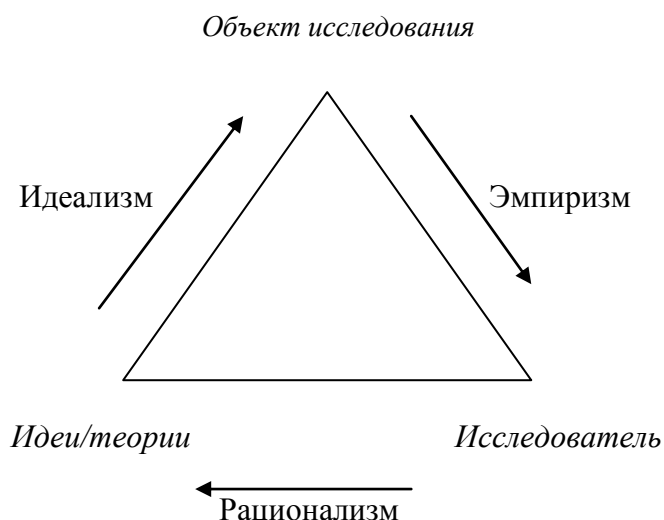 Объект исследования
Идеализм
Эмпиризм
Идеи/теории
Исследователь
Рационализм